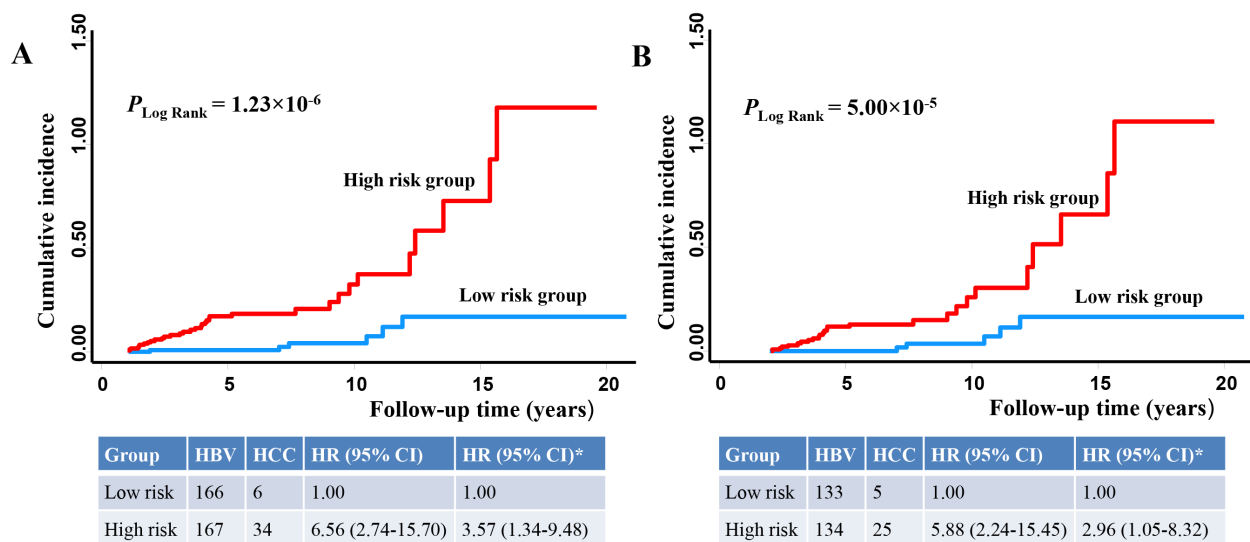 A
Cumulative incidence
1.50
1.00
0.50
0.00
P Log Rank = 1.23×10-6
High risk group
Low risk group
0 5 10 15 20
Follow-up time (years)
Group HBV HCC HR (95% CI) HR (95% CI)*
Low risk 166 6 1.00 1.00
High risk 167 34 6.56 (2.74-15.70) 3.57 (1.34-9.48)
B
Cumulative incidence
1.50
1.00
0.50
0.00
P Log Rank = 5.00×10-5
High risk group
Low risk group
0 5 10 15 20
Follow-up time (years)
Group HBV HCC HR (95% CI) HR (95% CI)*
Low risk 133 5 1.00 1.00
High risk 134 25 5.88 (2.24-15.45) 2.96 (1.05-8.32)